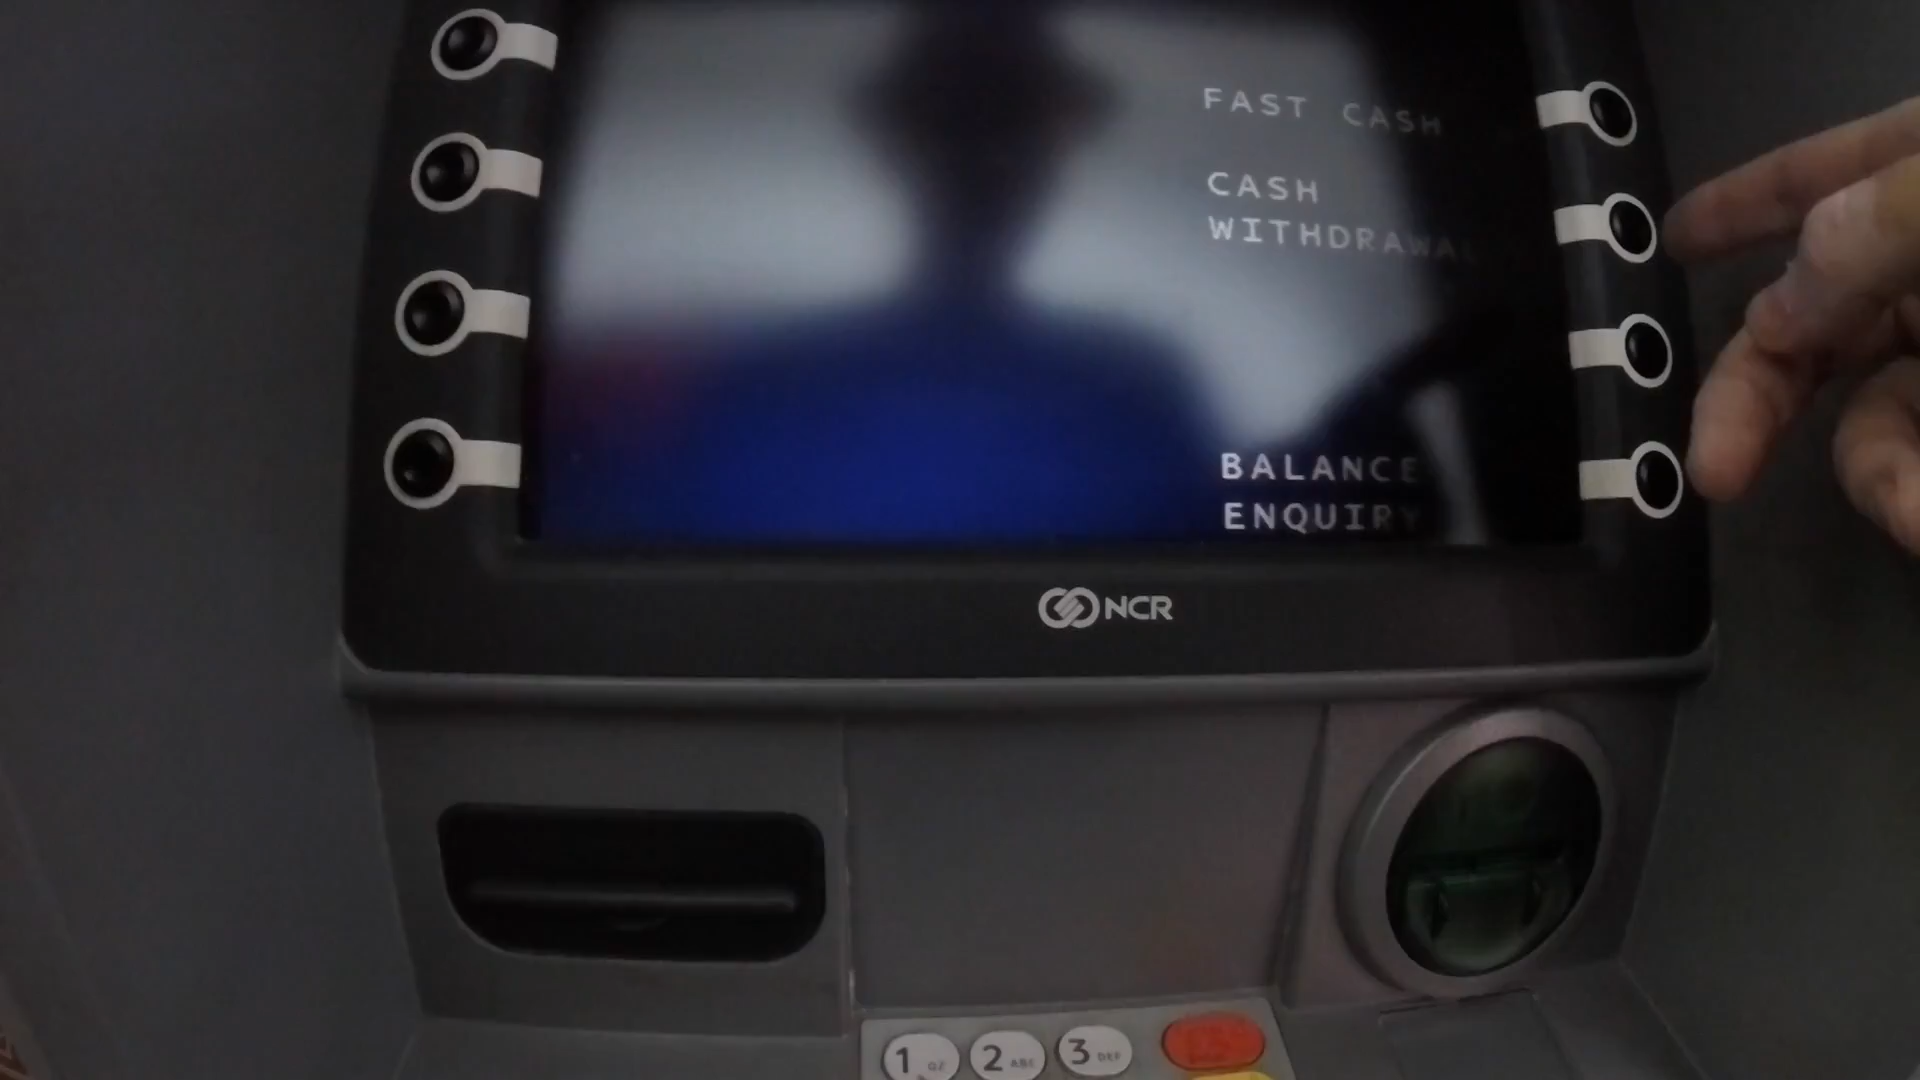 FAST CASH
CASH
WITHDRAWAL
BALANCE
ENQUIRY
NCR
1 QZ
2 ABC
3 DEF